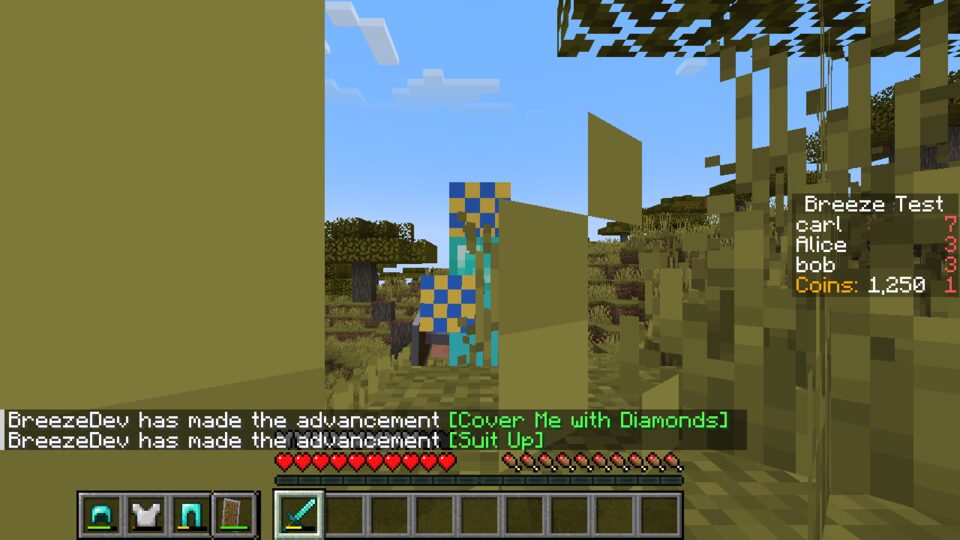 Breeze Test
carl 7
Alice 3
bob 3
Coins: 1,250 1
BreezeDev has made the advancement [Cover Me with Diamonds]
BreezeDev has made the advancement [Suit Up]